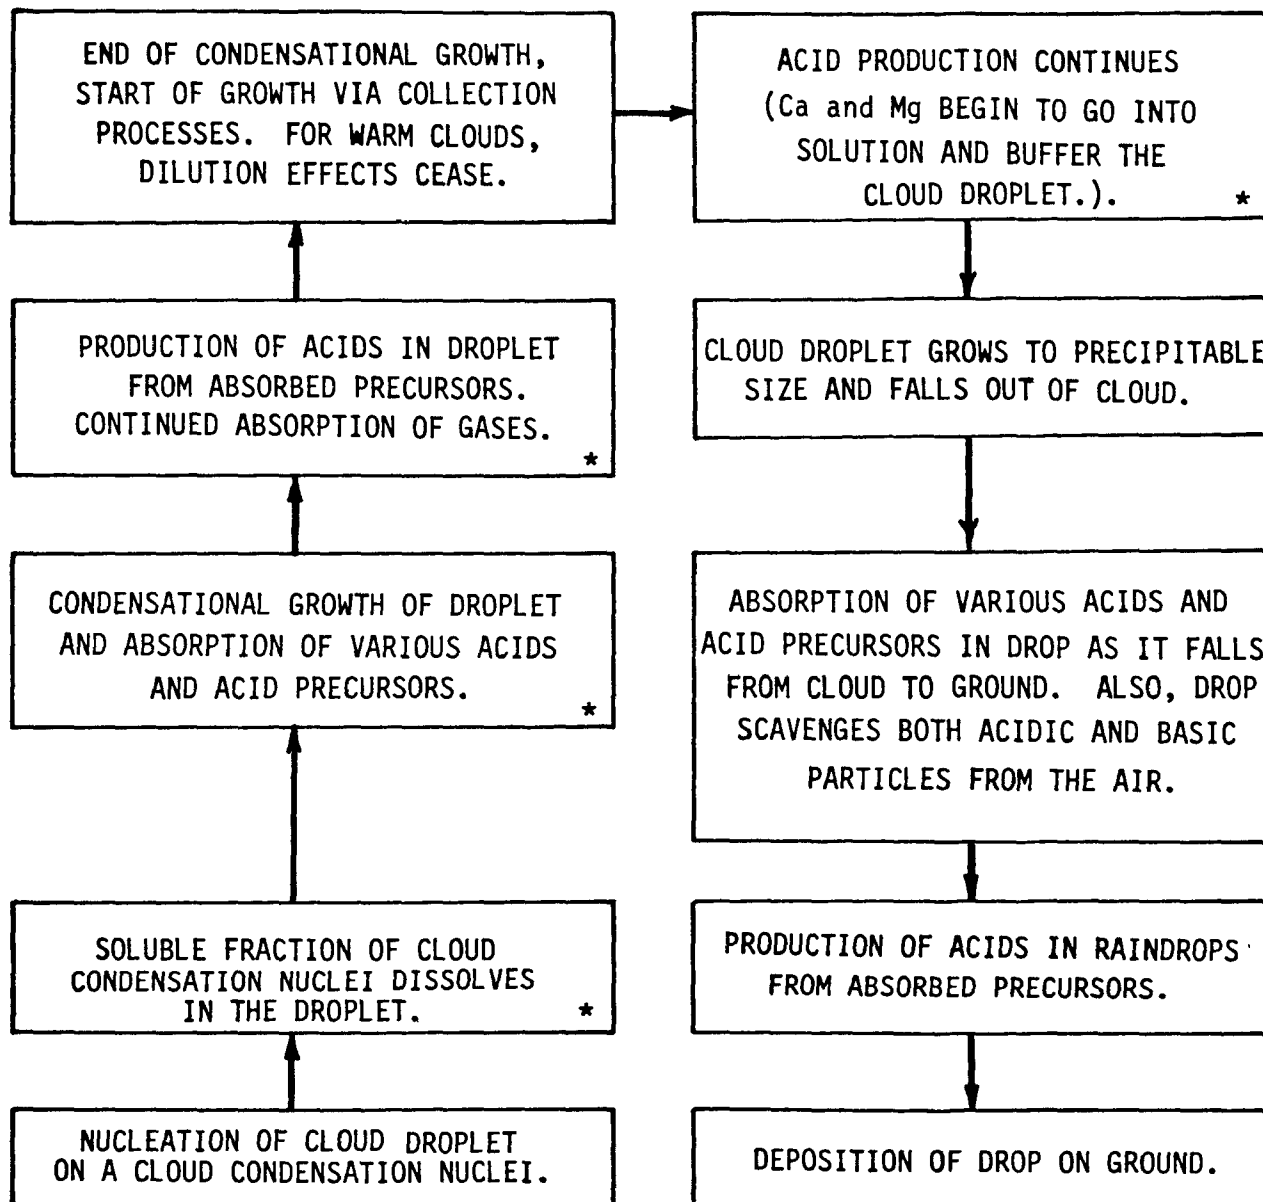 END OF CONDENSATIONAL GROWTH,
START OF GROWTH VIA COLLECTION
PROCESSES. FOR WARM CLOUDS,
DILUTION EFFECTS CEASE.
PRODUCTION OF ACIDS IN DROPLET
FROM ABSORBED PRECURSORS.
CONTINUED ABSORPTION OF GASES.
*
CONDENSATIONAL GROWTH OF DROPLET
AND ABSORPTION OF VARIOUS ACIDS
AND ACID PRECURSORS.
*
SOLUBLE FRACTION OF CLOUD
CONDENSATION NUCLEI DISSOLVES
IN THE DROPLET. *
NUCLEATION OF CLOUD DROPLET
ON A CLOUD CONDENSATION NUCLEI.
ACID PRODUCTION CONTINUES
(Ca and Mg BEGIN TO GO INTO
SOLUTION AND BUFFER THE
CLOUD DROPLET.). *
CLOUD DROPLET GROWS TO PRECIPITABLE
SIZE AND FALLS OUT OF CLOUD.
ABSORPTION OF VARIOUS ACIDS AND
ACID PRECURSORS IN DROP AS IT FALLS
FROM CLOUD TO GROUND. ALSO, DROP
SCAVENGES BOTH ACIDIC AND BASIC
PARTICLES FROM THE AIR.
PRODUCTION OF ACIDS IN RAINDROPS
FROM ABSORBED PRECURSORS.
DEPOSITION OF DROP ON GROUND.